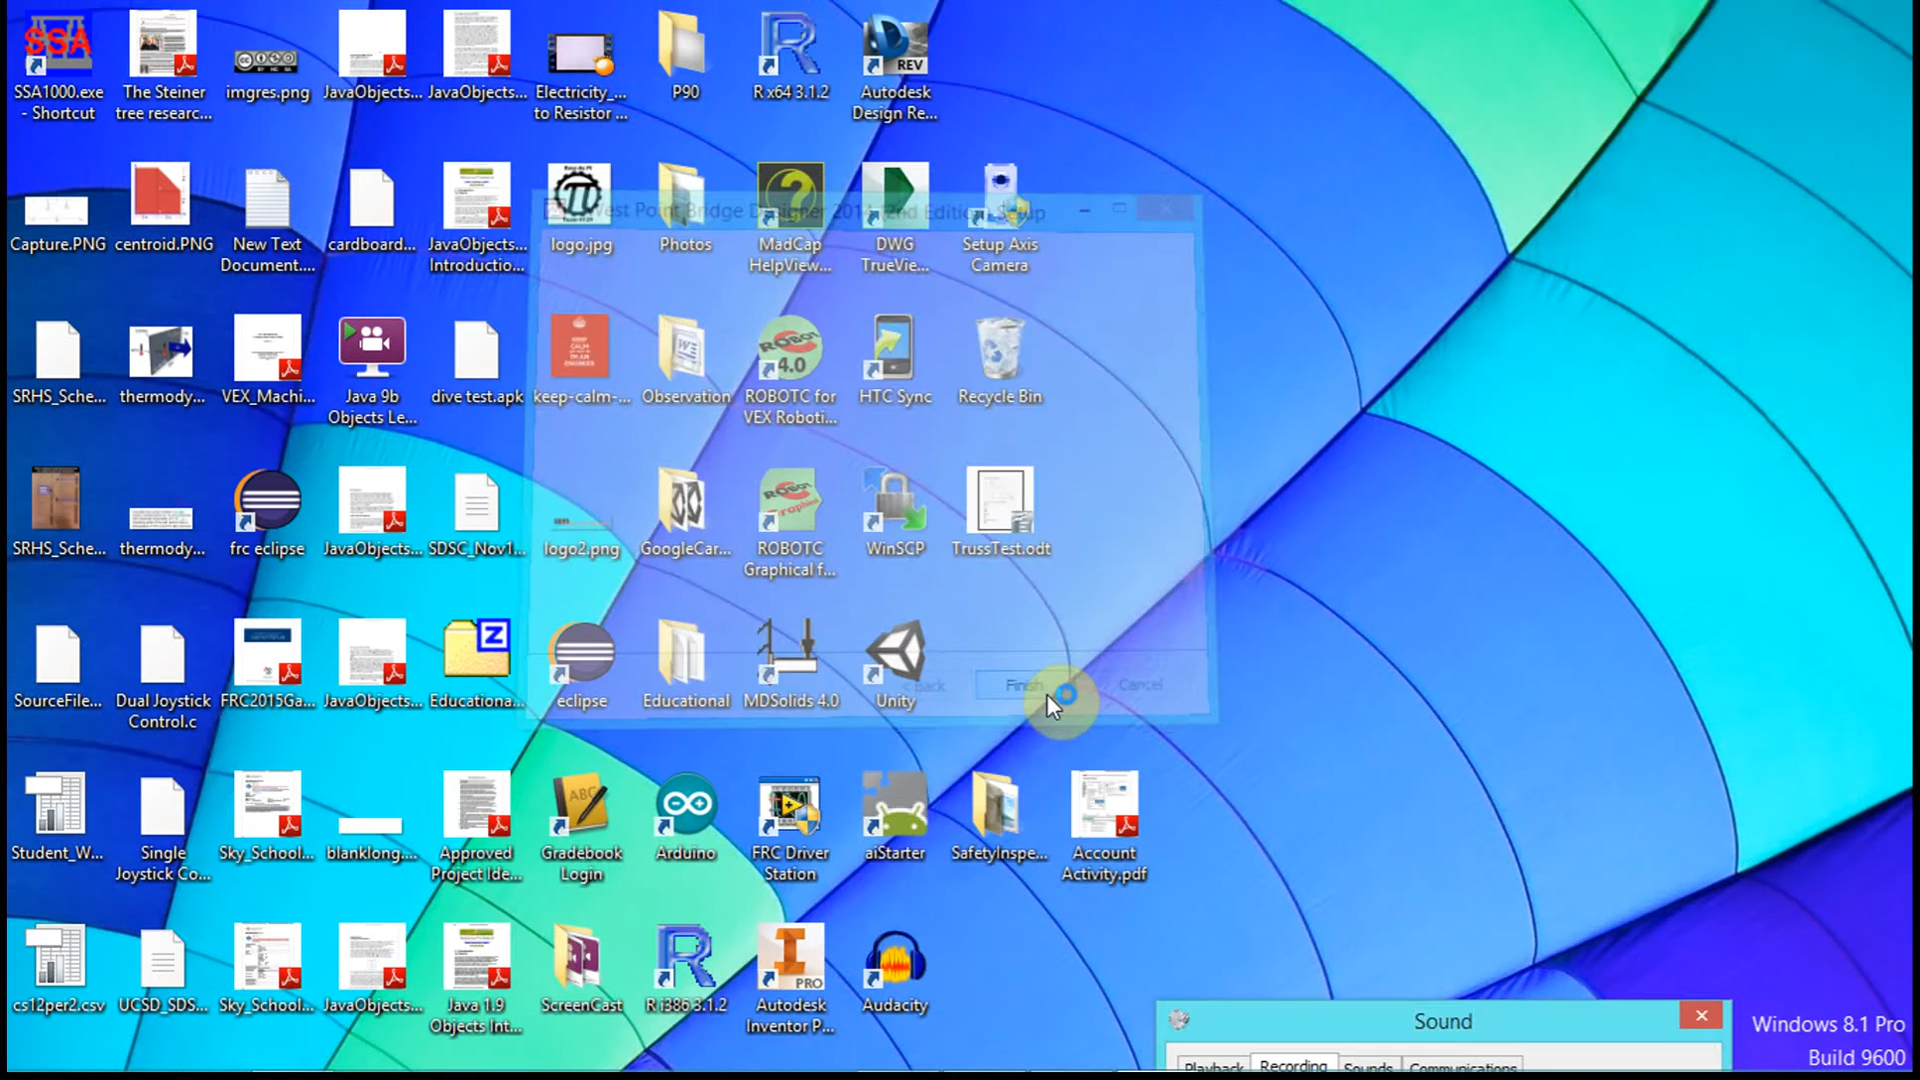 SSA1000.exe
- Shortcut
The Steiner
tree researc...
imgres.png
JavaObjects...
JavaObjects...
Electricity_...
to Resistor ...
P90
R x64 3.1.2
REV
Autodesk
Design Re...
Capture.PNG
centroid.PNG
New Text
Document....
cardboard...
JavaObjects...
Introductio...
logo.jpg
Photos
MadCap
HelpView...
DWG
TrueVie...
Setup Axis
Camera
West Point Bridge Designer 2014 (2nd Edition) Setup
SRHS_Sche...
thermody...
VEX_Machi...
Java 9b
Objects Le...
dive test.apk
keep-calm-...
Observation
ROBOTC for
VEX Roboti...
HTC Sync
Recycle Bin
SRHS_Sche...
thermody...
frc eclipse
JavaObjects...
SDSC_Nov1...
logo2.png
GoogleCar...
ROBOTC
Graphical f...
WinSCP
TrussTest.odt
SourceFile...
Dual Joystick
Control.c
FRC2015Ga...
JavaObjects...
Educationa...
eclipse
Educational
MDSolids 4.0
Unity
< Back
Finish
Cancel
Student_W...
Single
Joystick Co...
Sky_School...
blanklong....
Approved
Project Ide...
Gradebook
Login
Arduino
FRC Driver
Station
aiStarter
SafetyInspe...
Account
Activity.pdf
cs12per2.csv
UCSD_SDS...
Sky_School...
JavaObjects...
Java 1.9
Objects Int...
ScreenCast
R i386 3.1.2
PRO
Autodesk
Inventor P...
Audacity
Sound
Playback
Recording
Sounds
Communications
Windows 8.1 Pro
Build 9600